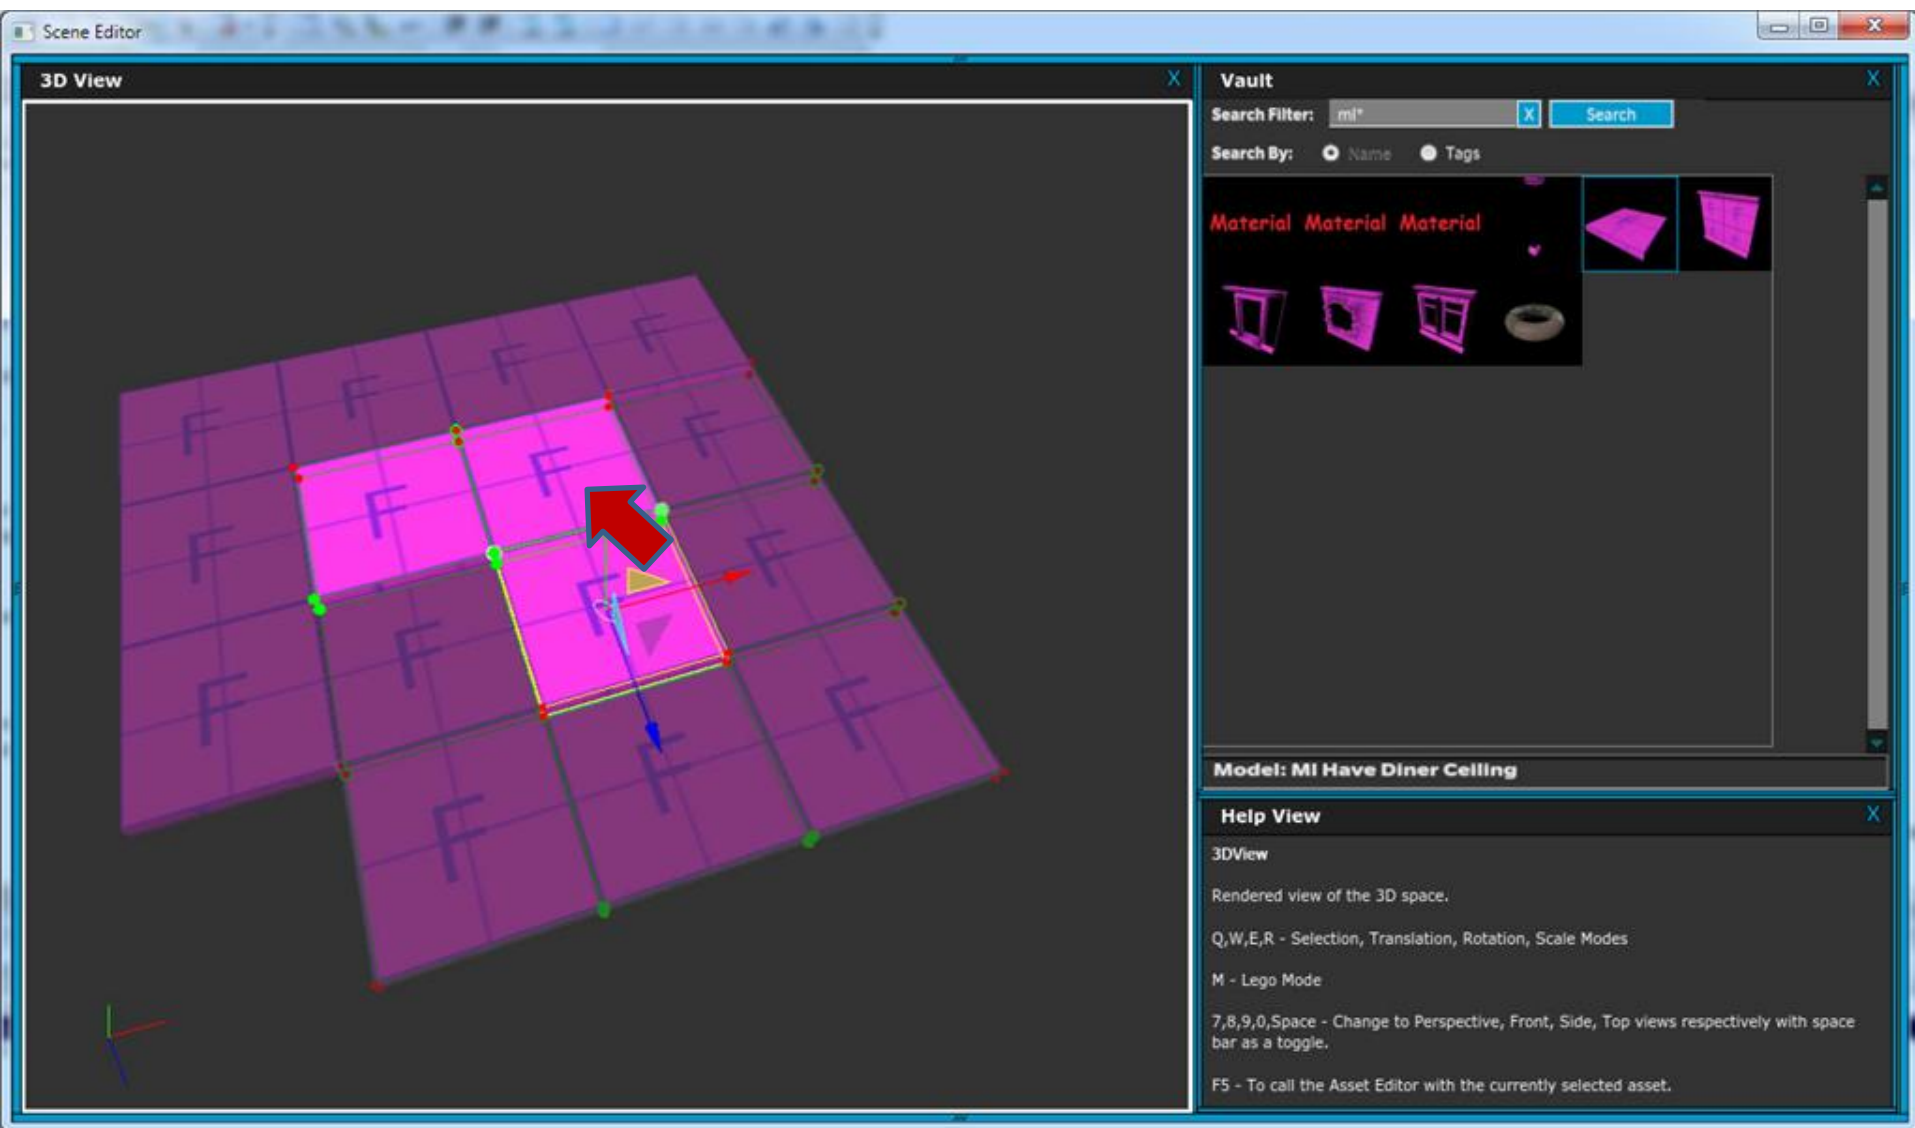 Scene Editor
3D View
X
Vault
X
Search Filter:
ml*
X
Search
Search By:
Name
Tags
Material Material Material
F F F F
F F F F
F F F F
F F F
Model: MI Have Diner Ceiling
Help View
X
3DView
Rendered view of the 3D space.
Q,W,E,R - Selection, Translation, Rotation, Scale Modes
M - Lego Mode
7,8,9,0,Space - Change to Perspective, Front, Side, Top views respectively with space
bar as a toggle.
F5 - To call the Asset Editor with the currently selected asset.